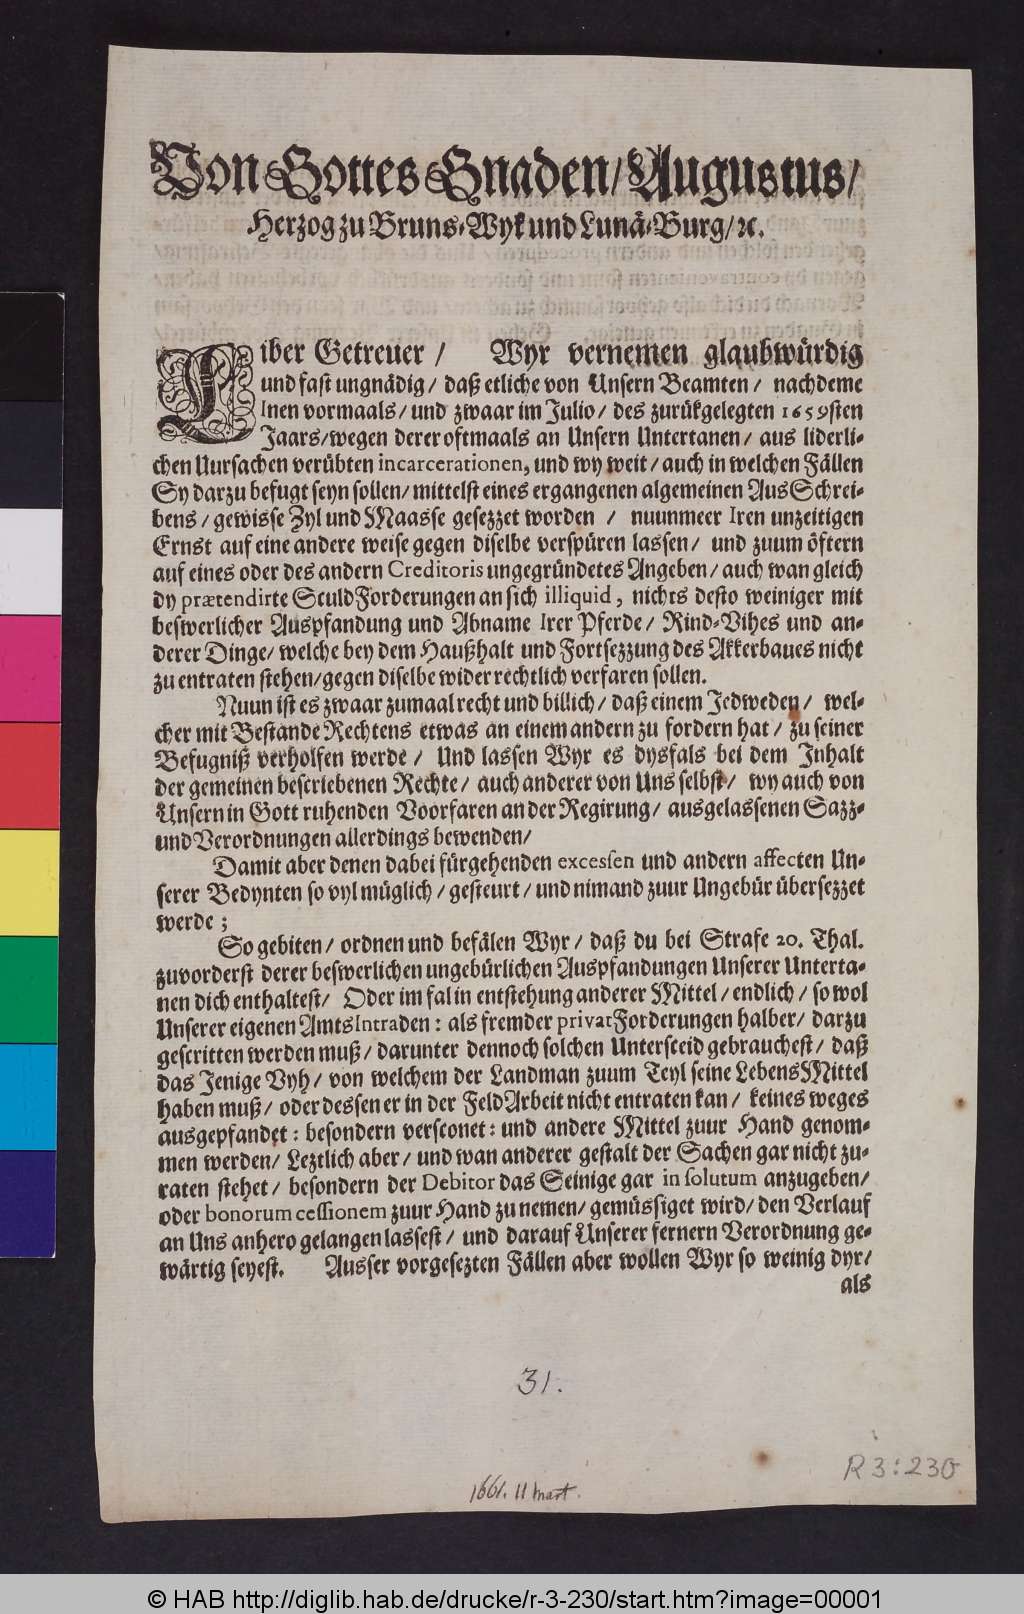 Von Gottes Gnaden/ Augustus/
Herzog zu Bruns-Wyk und Lunä-Burg/ ꝛc.
Liber Getreuer / Wyr vernemen glaubwürdig
und fast ungnädig / daß etliche von Unsern Beamten / nachdeme
Inen vormaals / und zwaar im Julio / des zurükgelegten 1659sten
Jaars / wegen derer oftmaals an Unsern Untertanen / aus liderli-
chen Uursachen verübten incarcerationen, und wy weit / auch in welchen Fällen
Sy darzu befugt seyn sollen / mittelst eines ergangenen algemeinen AusSchrei-
bens / gewisse Zyl und Maasse gesezzet worden / nuunmeer Iren unzeitigen
Ernst auf eine andere weise gegen diselbe verspüren lassen / und zuum öftern
auf eines oder des andern Creditoris ungegründetes Angeben / auch wan gleich
dy prætendirte SculdForderungen an sich illiquid, nichts desto weiniger mit
beswerlicher Auspfandung und Abname Irer Pferde / Rind-Vihes und an-
derer Dinge / welche bey dem Haußhalt und Fortsezzung des Akkerbaues nicht
zu entraten stehen / gegen diselbe widerrechtlich verfaren sollen.
Nuun ist es zwaar zumaal recht und billich / daß einem Jedweden / wel-
cher mit Bestande Rechtens etwas an einem andern zu fordern hat / zu seiner
Befugniß verholfen werde / Und lassen Wyr es dysfals bei dem Inhalt
der gemeinen bescriebenen Rechte / auch anderer von Uns selbst / wy auch von
Unsern in Gott ruhenden Voorfaren an der Regirung / ausgelassenen Sazz-
und Verordnungen allerdings bewenden /
Damit aber denen dabei fürgehenden excessen und andern affecten Un-
serer Bedynten so vyl müglich / gesteurt / und nimand zuur Ungebür übersezzet
werde ;
So gebiten / ordnen und befälen Wyr / daß du bei Strafe 20. Thal.
zuvorderst derer beswerlichen ungebürlichen Auspfandungen Unserer Unterta-
nen dich enthaltest / Oder im fal in entstehung anderer Mittel / endlich / so wol
Unserer eigenen AmtsIntraden : als fremder privatForderungen halber / darzu
gescritten werden muß / darunter dennoch solchen Untersceid gebrauchest / daß
das Jenige Vyh / von welchem der Landman zuum Teyl seine LebensMittel
haben muß / oder dessen er in der FeldArbeit nicht entraten kan / keines weges
ausgepfandet : besondern versconet : und andere Mittel zuur Hand genom-
men werden / Leztlich aber / und wan anderer gestalt der Sachen gar nicht zu-
raten stehet / besondern der Debitor das Seinige gar in solutum anzugeben /
oder bonorum cessionem zuur Hand zu nemen / gemüssiget wird / den Verlauf
an Uns anhero gelangen lassest / und darauf Unserer fernern Verordnung ge-
wärtig seyest. Ausser vorgesezten Fällen aber wollen Wyr so weinig dyr /
als
31.
R 3:230
1661. 11 mart.
© HAB http://diglib.hab.de/drucke/r-3-230/start.htm?image=00001